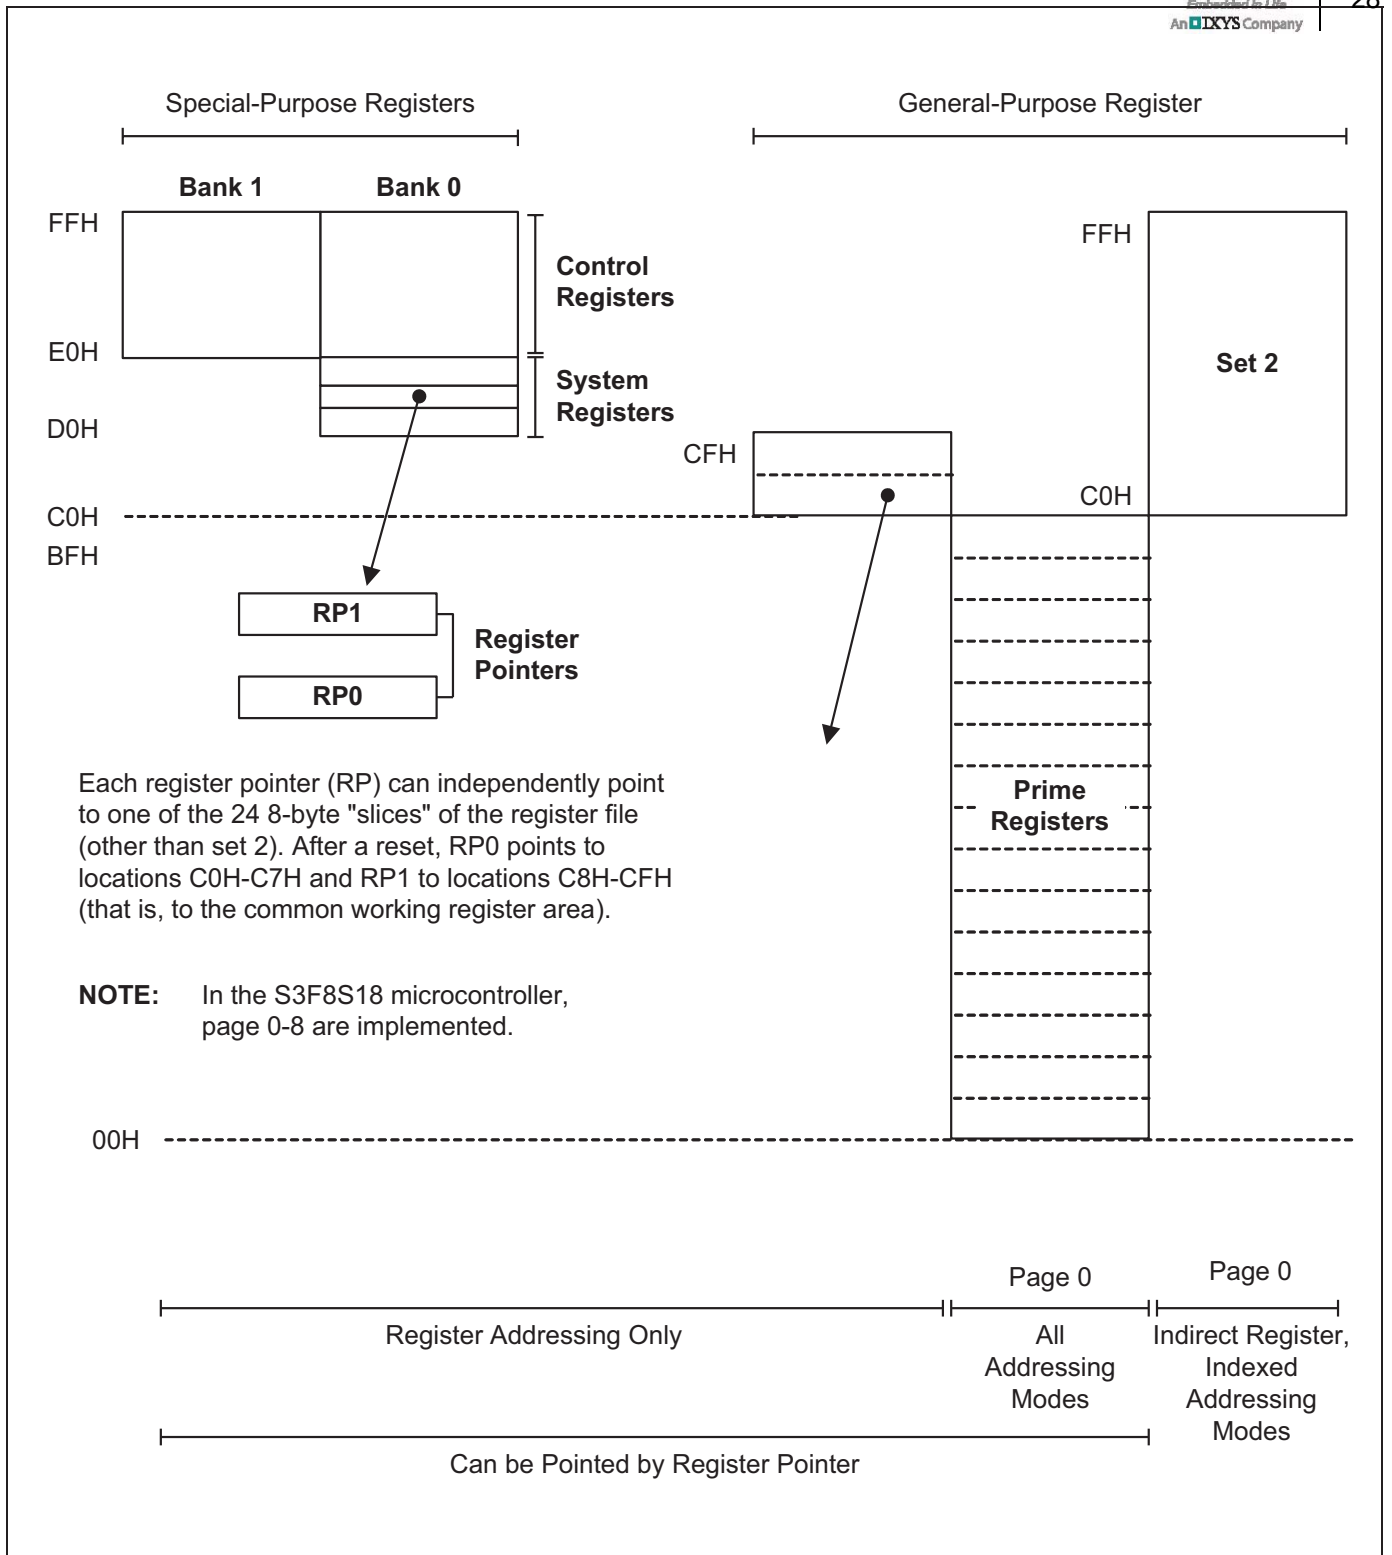 Embedded In Life
An IXYS Company
28
Special-Purpose Registers
General-Purpose Register
Bank 1
Bank 0
FFH
FFH
Control
Registers
E0H
Set 2
System
Registers
D0H
CFH
C0H
C0H
BFH
RP1
Register
Pointers
RP0
Each register pointer (RP) can independently point
to one of the 24 8-byte "slices" of the register file
(other than set 2). After a reset, RP0 points to
locations C0H-C7H and RP1 to locations C8H-CFH
(that is, to the common working register area).
Prime
Registers
NOTE: In the S3F8S18 microcontroller,
page 0-8 are implemented.
00H
Page 0
Page 0
Register Addressing Only
All
Addressing
Modes
Indirect Register,
Indexed
Addressing
Modes
Can be Pointed by Register Pointer